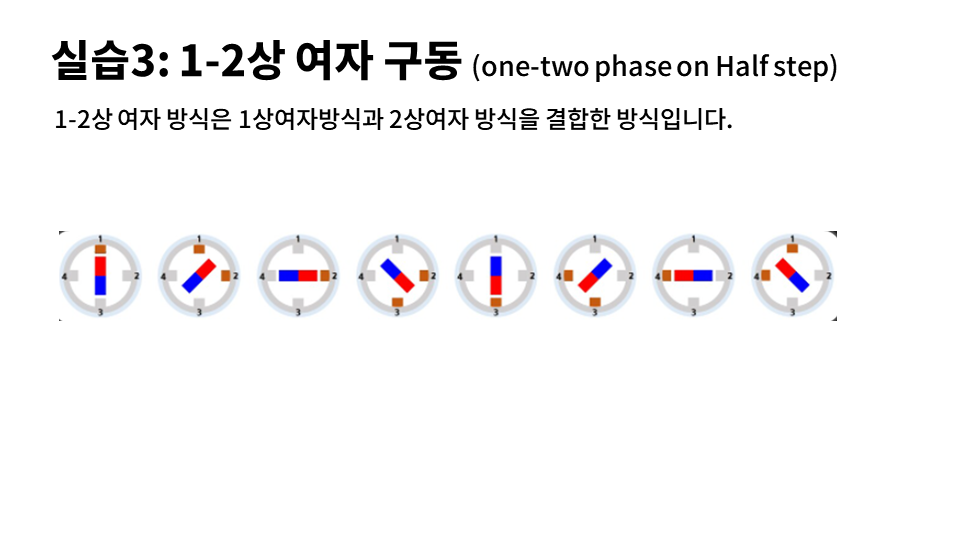 실습3: 1-2상 여자 구동 (one-two phase on Half step)
1-2상 여자 방식은 1상여자방식과 2상여자 방식을 결합한 방식입니다.
1 1 1 1 1 1 1 1
4 2 4 2 4 2 4 2 4 2 4 2 4 2 4 2
3 3 3 3 3 3 3 3